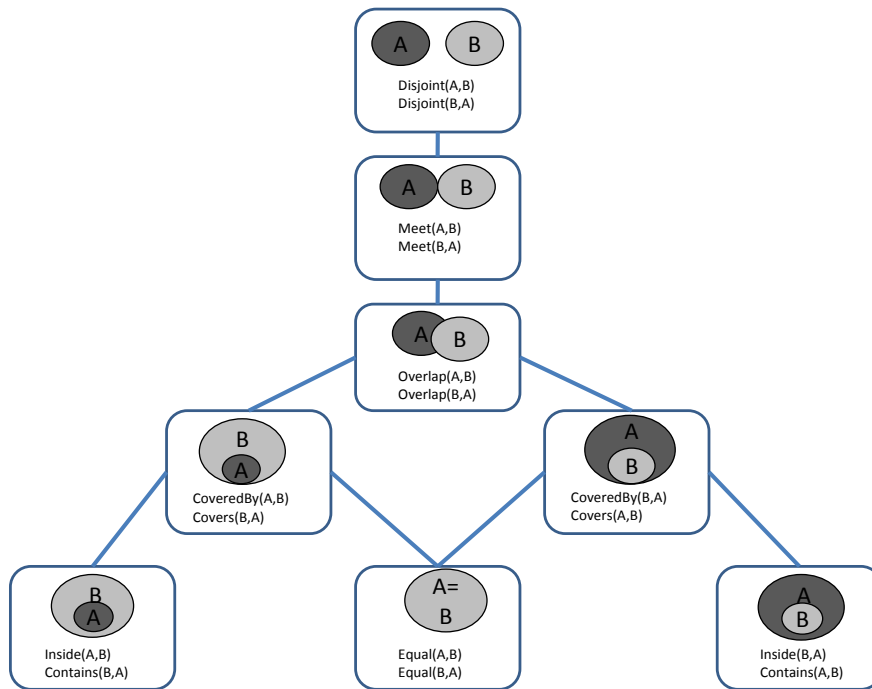 A B
Disjoint(A,B)
Disjoint(B,A)
A B
Meet(A,B)
Meet(B,A)
A B
Overlap(A,B)
Overlap(B,A)
B
A
CoveredBy(A,B)
Covers(B,A)
A
B
CoveredBy(B,A)
Covers(A,B)
B
A
Inside(A,B)
Contains(B,A)
A=
B
Equal(A,B)
Equal(B,A)
A
B
Inside(B,A)
Contains(A,B)